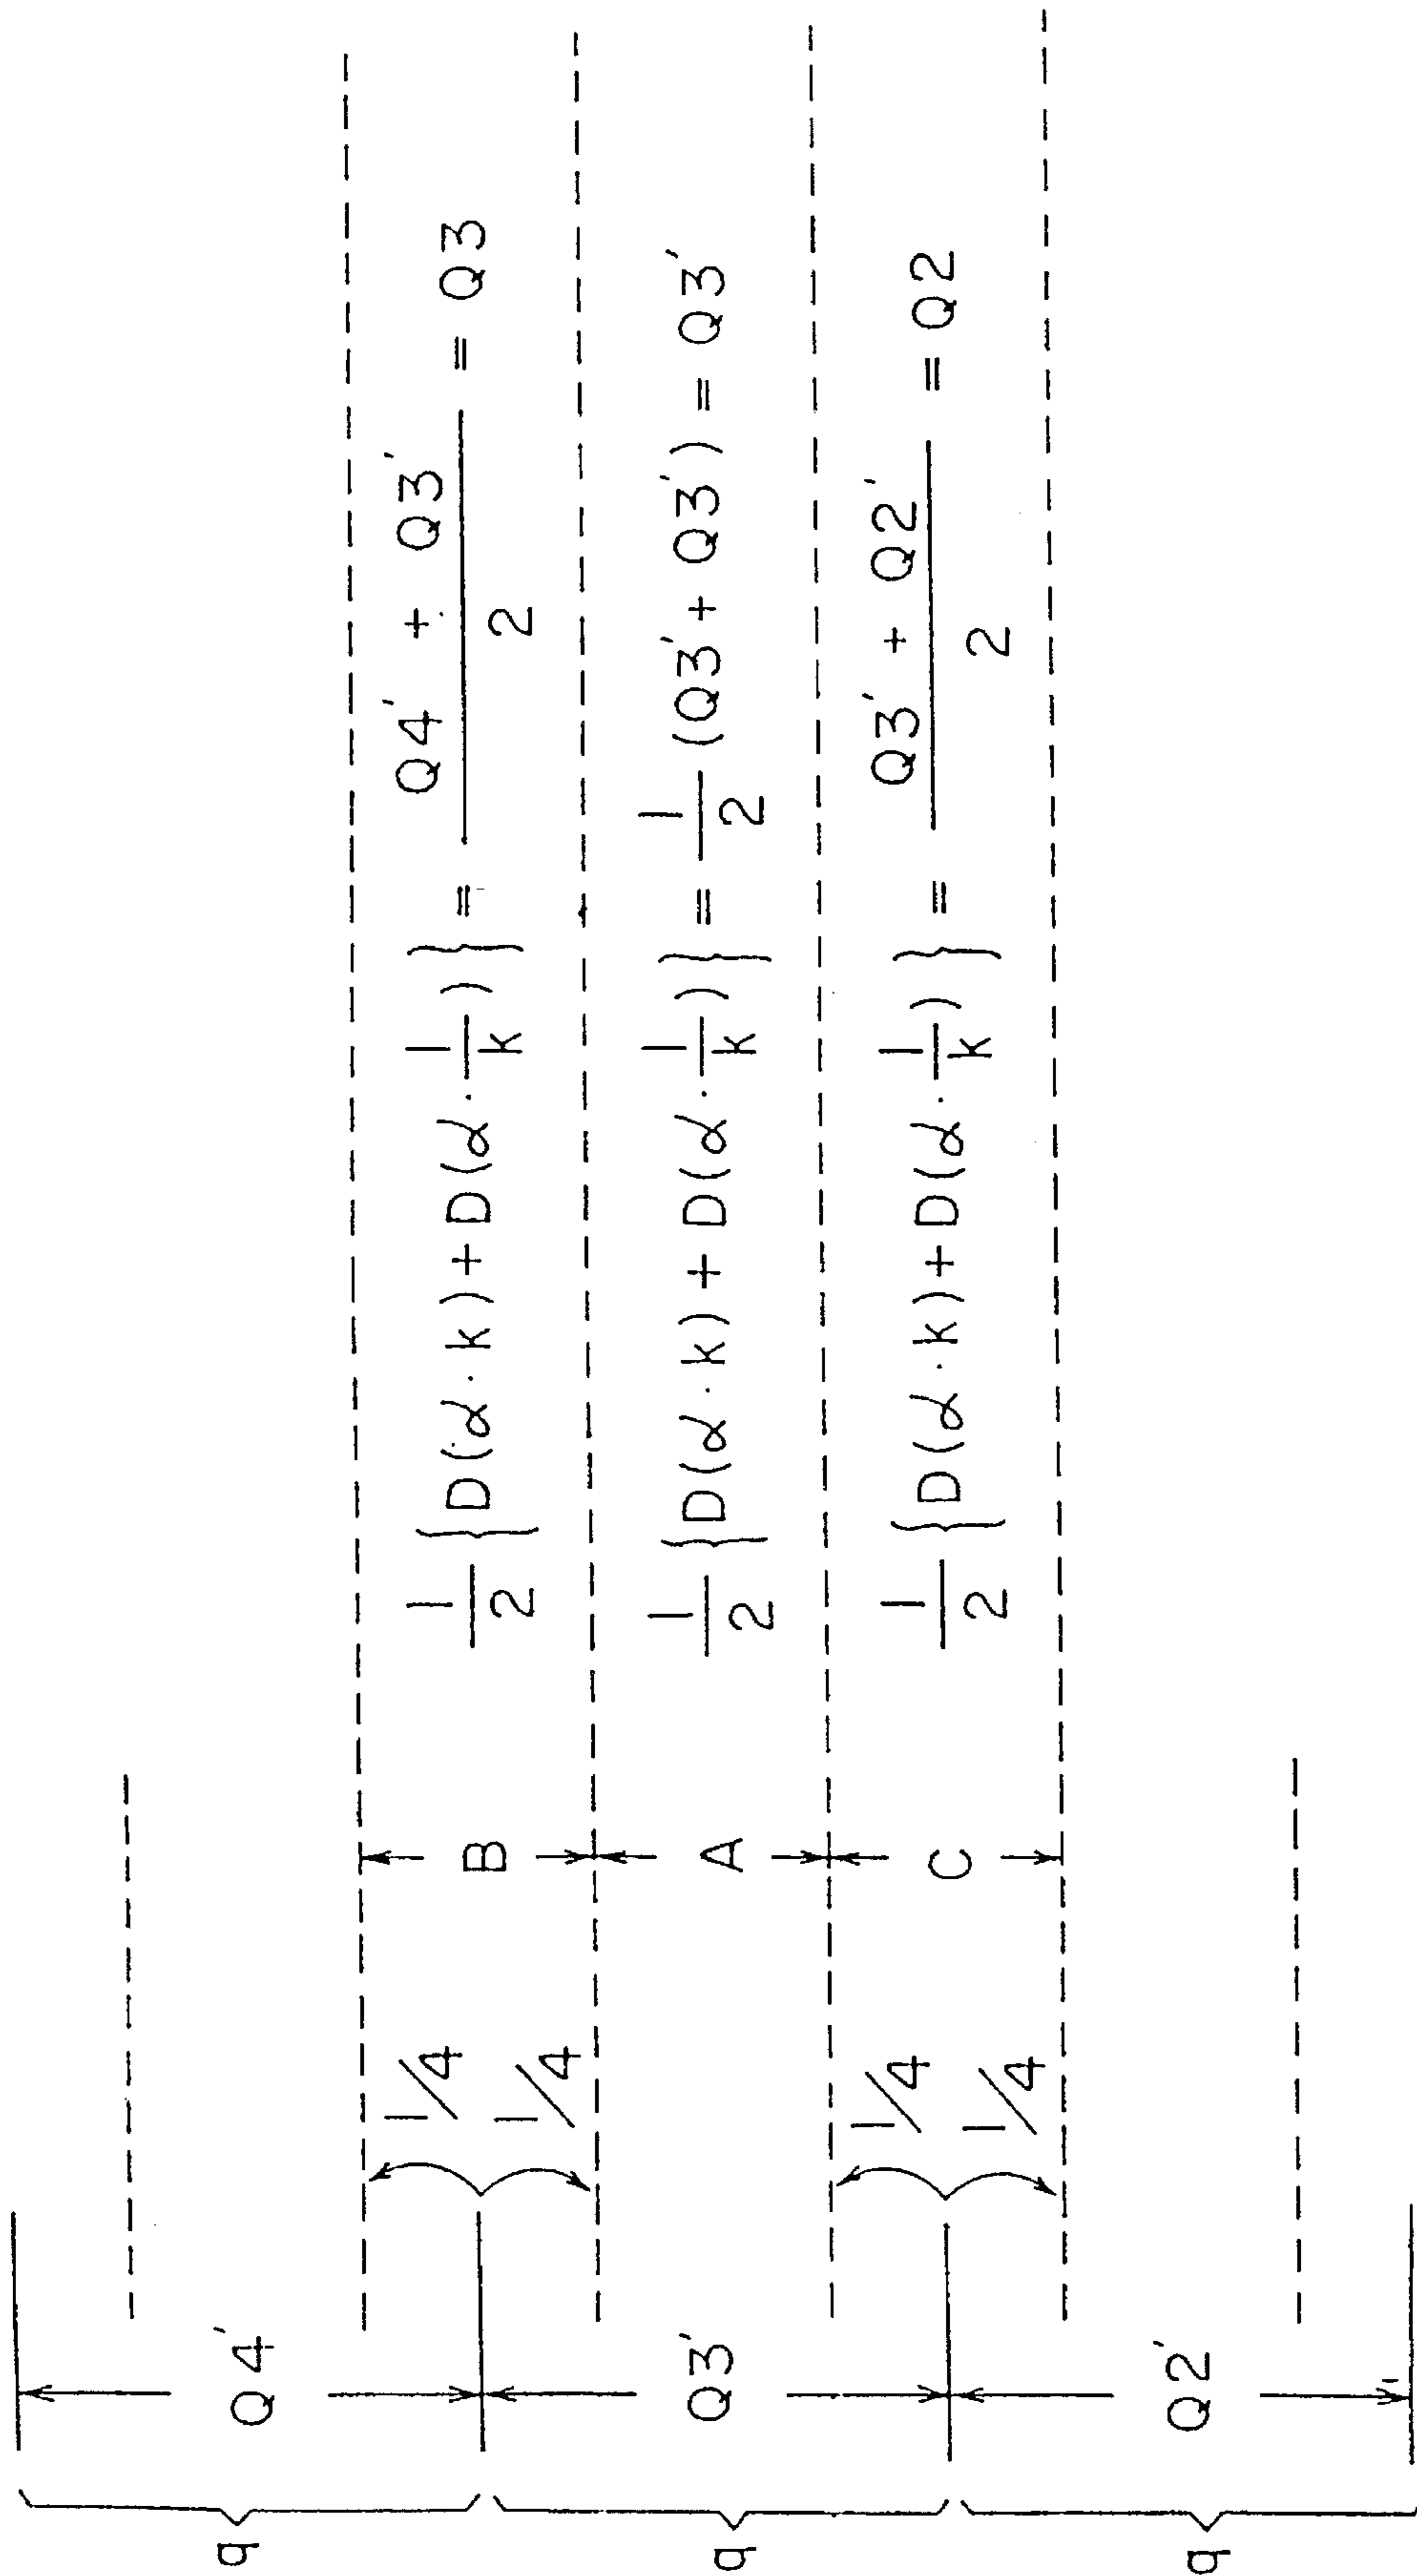 q Q4' 1/4
B 1/2 {D(α·k)+D(α·1/k)} = (Q4' + Q3')/2 = Q3
1/4
q Q3' A 1/2 {D(α·k)+D(α·1/k)} = 1/2 (Q3' + Q3') = Q3'
1/4
C 1/2 {D(α·k)+D(α·1/k)} = (Q3' + Q2')/2 = Q2
1/4
q Q2'